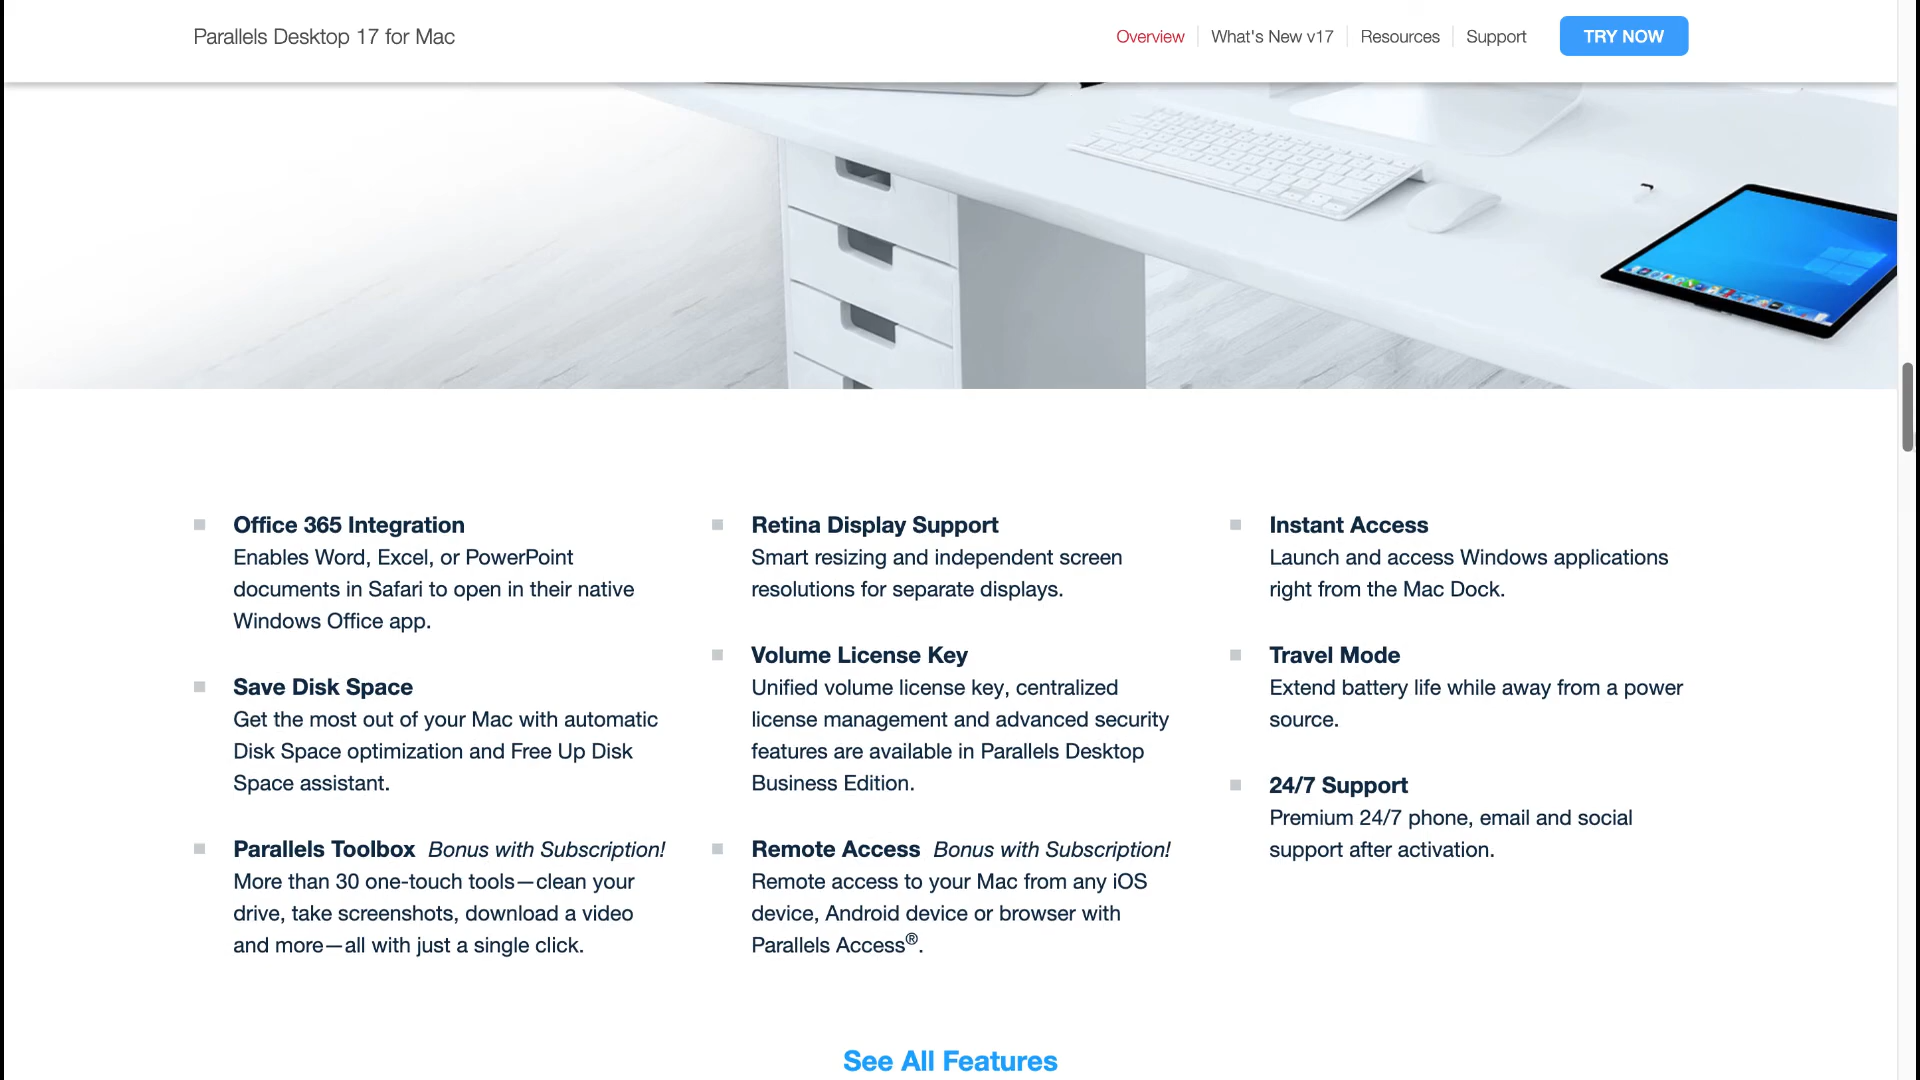 Parallels Desktop 17 for Mac
Overview
What's New v17
Resources
Support
TRY NOW
Office 365 Integration
Enables Word, Excel, or PowerPoint
documents in Safari to open in their native
Windows Office app.
Save Disk Space
Get the most out of your Mac with automatic
Disk Space optimization and Free Up Disk
Space assistant.
Parallels Toolbox Bonus with Subscription!
More than 30 one-touch tools—clean your
drive, take screenshots, download a video
and more—all with just a single click.
Retina Display Support
Smart resizing and independent screen
resolutions for separate displays.
Volume License Key
Unified volume license key, centralized
license management and advanced security
features are available in Parallels Desktop
Business Edition.
Remote Access Bonus with Subscription!
Remote access to your Mac from any iOS
device, Android device or browser with
Parallels Access®.
Instant Access
Launch and access Windows applications
right from the Mac Dock.
Travel Mode
Extend battery life while away from a power
source.
24/7 Support
Premium 24/7 phone, email and social
support after activation.
See All Features